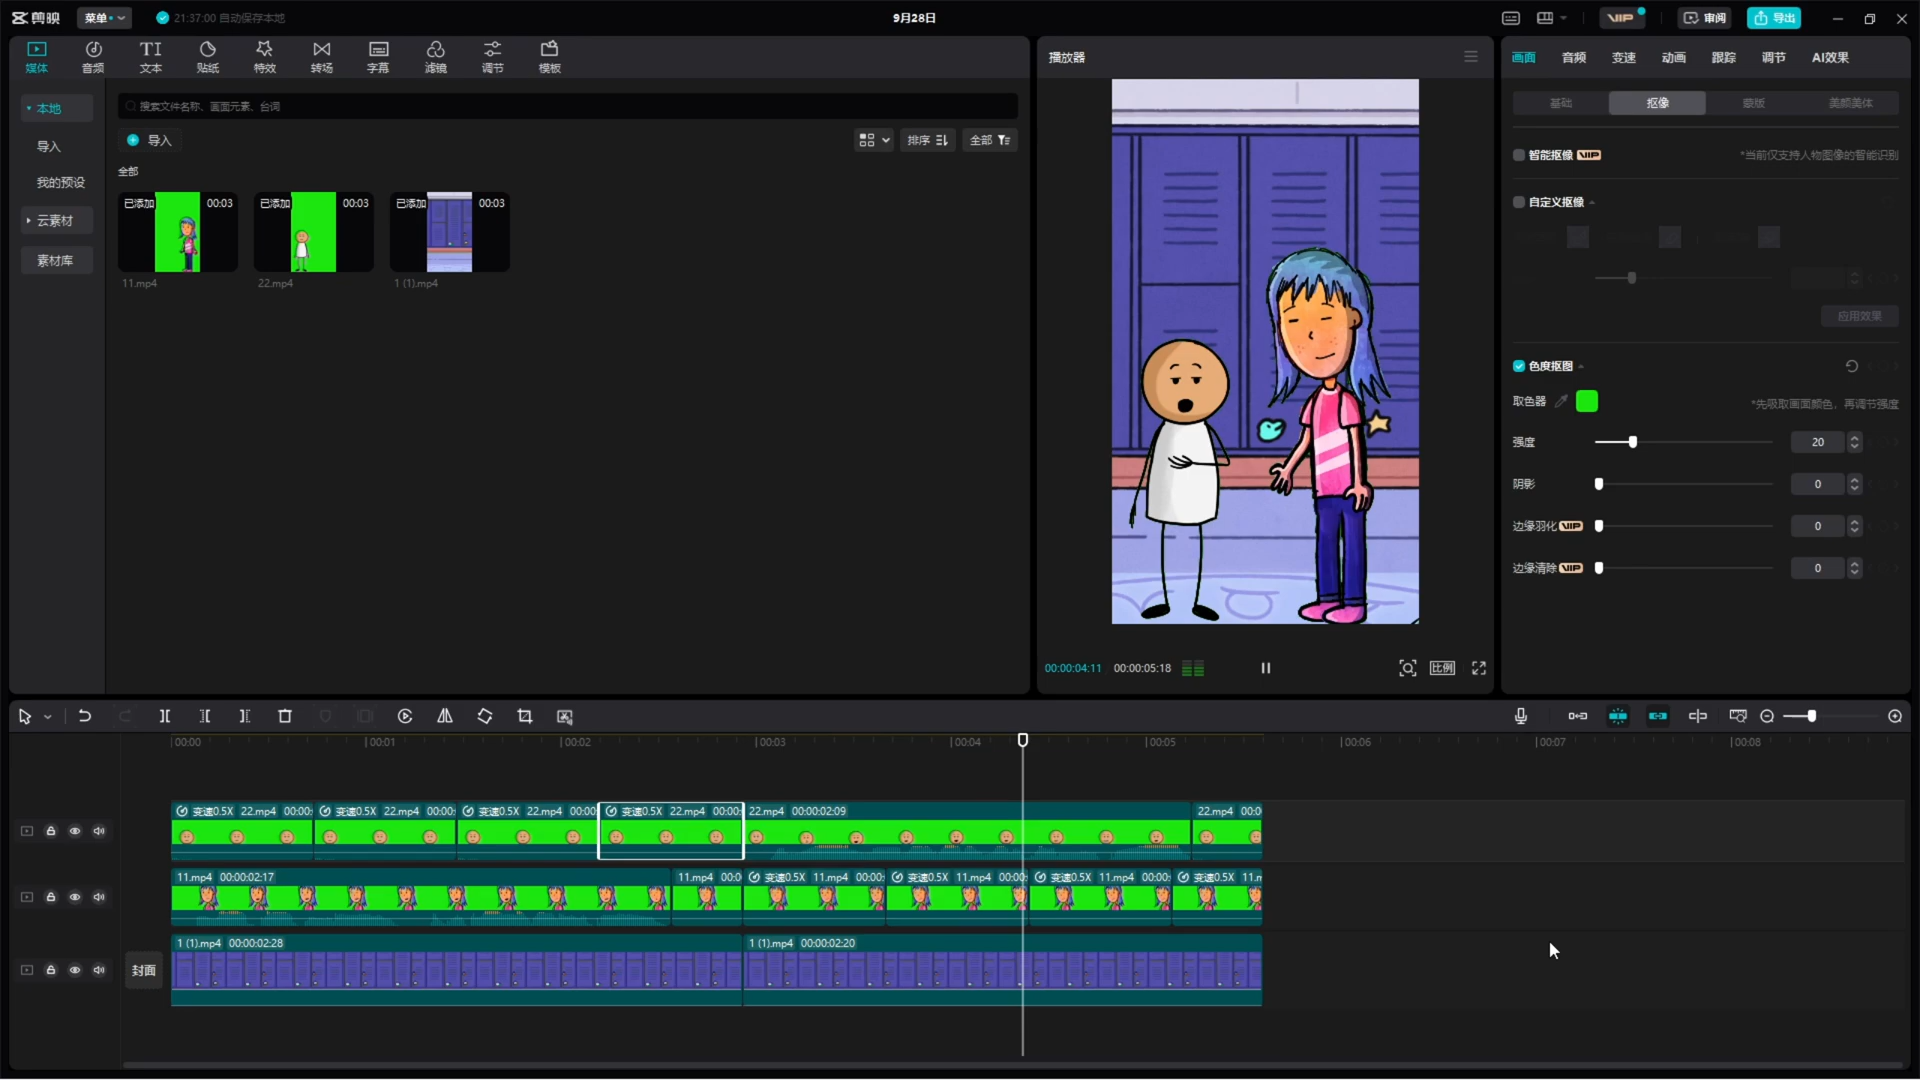 剪映 菜单 21:37:00 自动保存本地 9月28日 VIP 审阅 导出
媒体 音频 文本 贴纸 特效 转场 字幕 滤镜 调节 模板
本地
导入
我的预设
云素材
素材库
搜索文件名称、画面元素、台词
导入 排序 全部
全部
已添加 00:03 已添加 00:03 已添加 00:03
11.mp4 22.mp4 1 (1).mp4
播放器
00:00:04:11 00:00:05:18 比例
画面 音频 变速 动画 跟踪 调节 AI效果
基础 抠像 蒙版 美颜美体
智能抠像 VIP *当前仅支持人物图像的智能识别
自定义抠像
应用效果
色度抠图
取色器 *先吸取画面颜色，再调节强度
强度 20
阴影 0
边缘羽化 VIP 0
边缘清除 VIP 0
00:00 00:01 00:02 00:03 00:04 00:05 00:06 00:07 00:08
变速0.5X 22.mp4 00:00: 变速0.5X 22.mp4 00:00: 变速0.5X 22.mp4 00:00 变速0.5X 22.mp4 00:00: 22.mp4 00:00:02:09 22.mp4 00:0
11.mp4 00:00:02:17 11.mp4 00:0 变速0.5X 11.mp4 00:00: 变速0.5X 11.mp4 00:00: 变速0.5X 11.mp4 00:00: 变速0.5X 11.m
封面 1 (1).mp4 00:00:02:28 1 (1).mp4 00:00:02:20